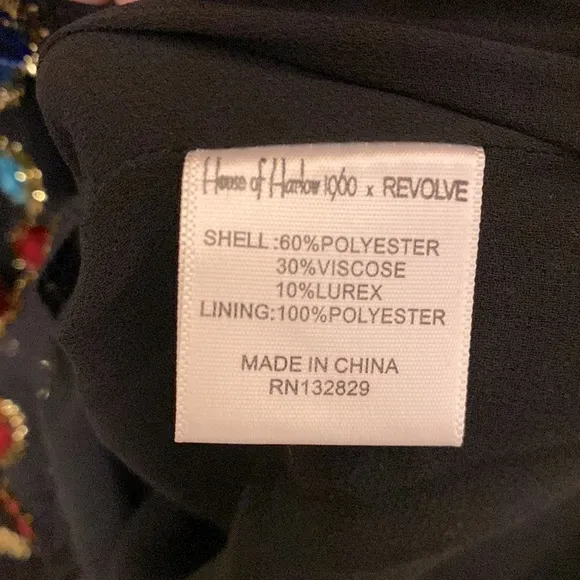 House of Harlow 1960 x REVOLVE
SHELL:60%POLYESTER
30%VISCOSE
10%LUREX
LINING:100%POLYESTER
MADE IN CHINA
RN132829